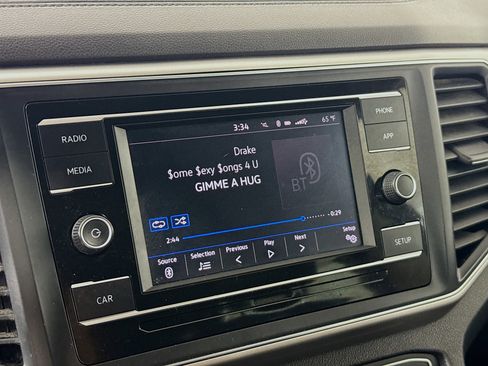 RADIO
MEDIA
CAR
PHONE
APP
SETUP
3:34 65 °F
Drake
$ome $exy $ongs 4 U
GIMME A HUG
BT
2:44 -0:29
Source Selection Previous Play Next Setup